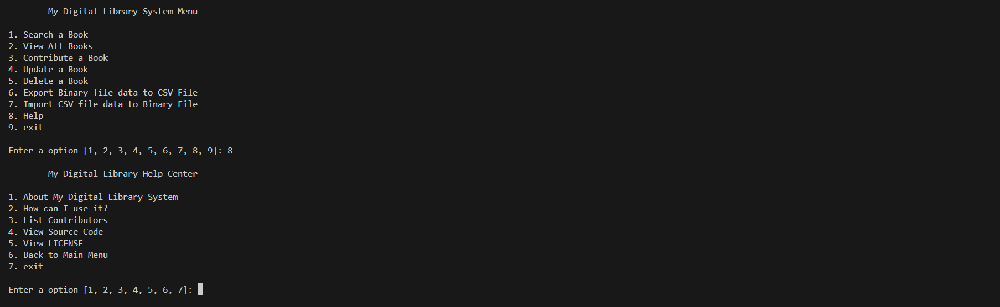 My Digital Library System Menu
1. Search a Book
2. View All Books
3. Contribute a Book
4. Update a Book
5. Delete a Book
6. Export Binary file data to CSV File
7. Import CSV file data to Binary File
8. Help
9. exit
Enter a option [1, 2, 3, 4, 5, 6, 7, 8, 9]: 8
My Digital Library Help Center
1. About My Digital Library System
2. How can I use it?
3. List Contributors
4. View Source Code
5. View LICENSE
6. Back to Main Menu
7. exit
Enter a option [1, 2, 3, 4, 5, 6, 7]: